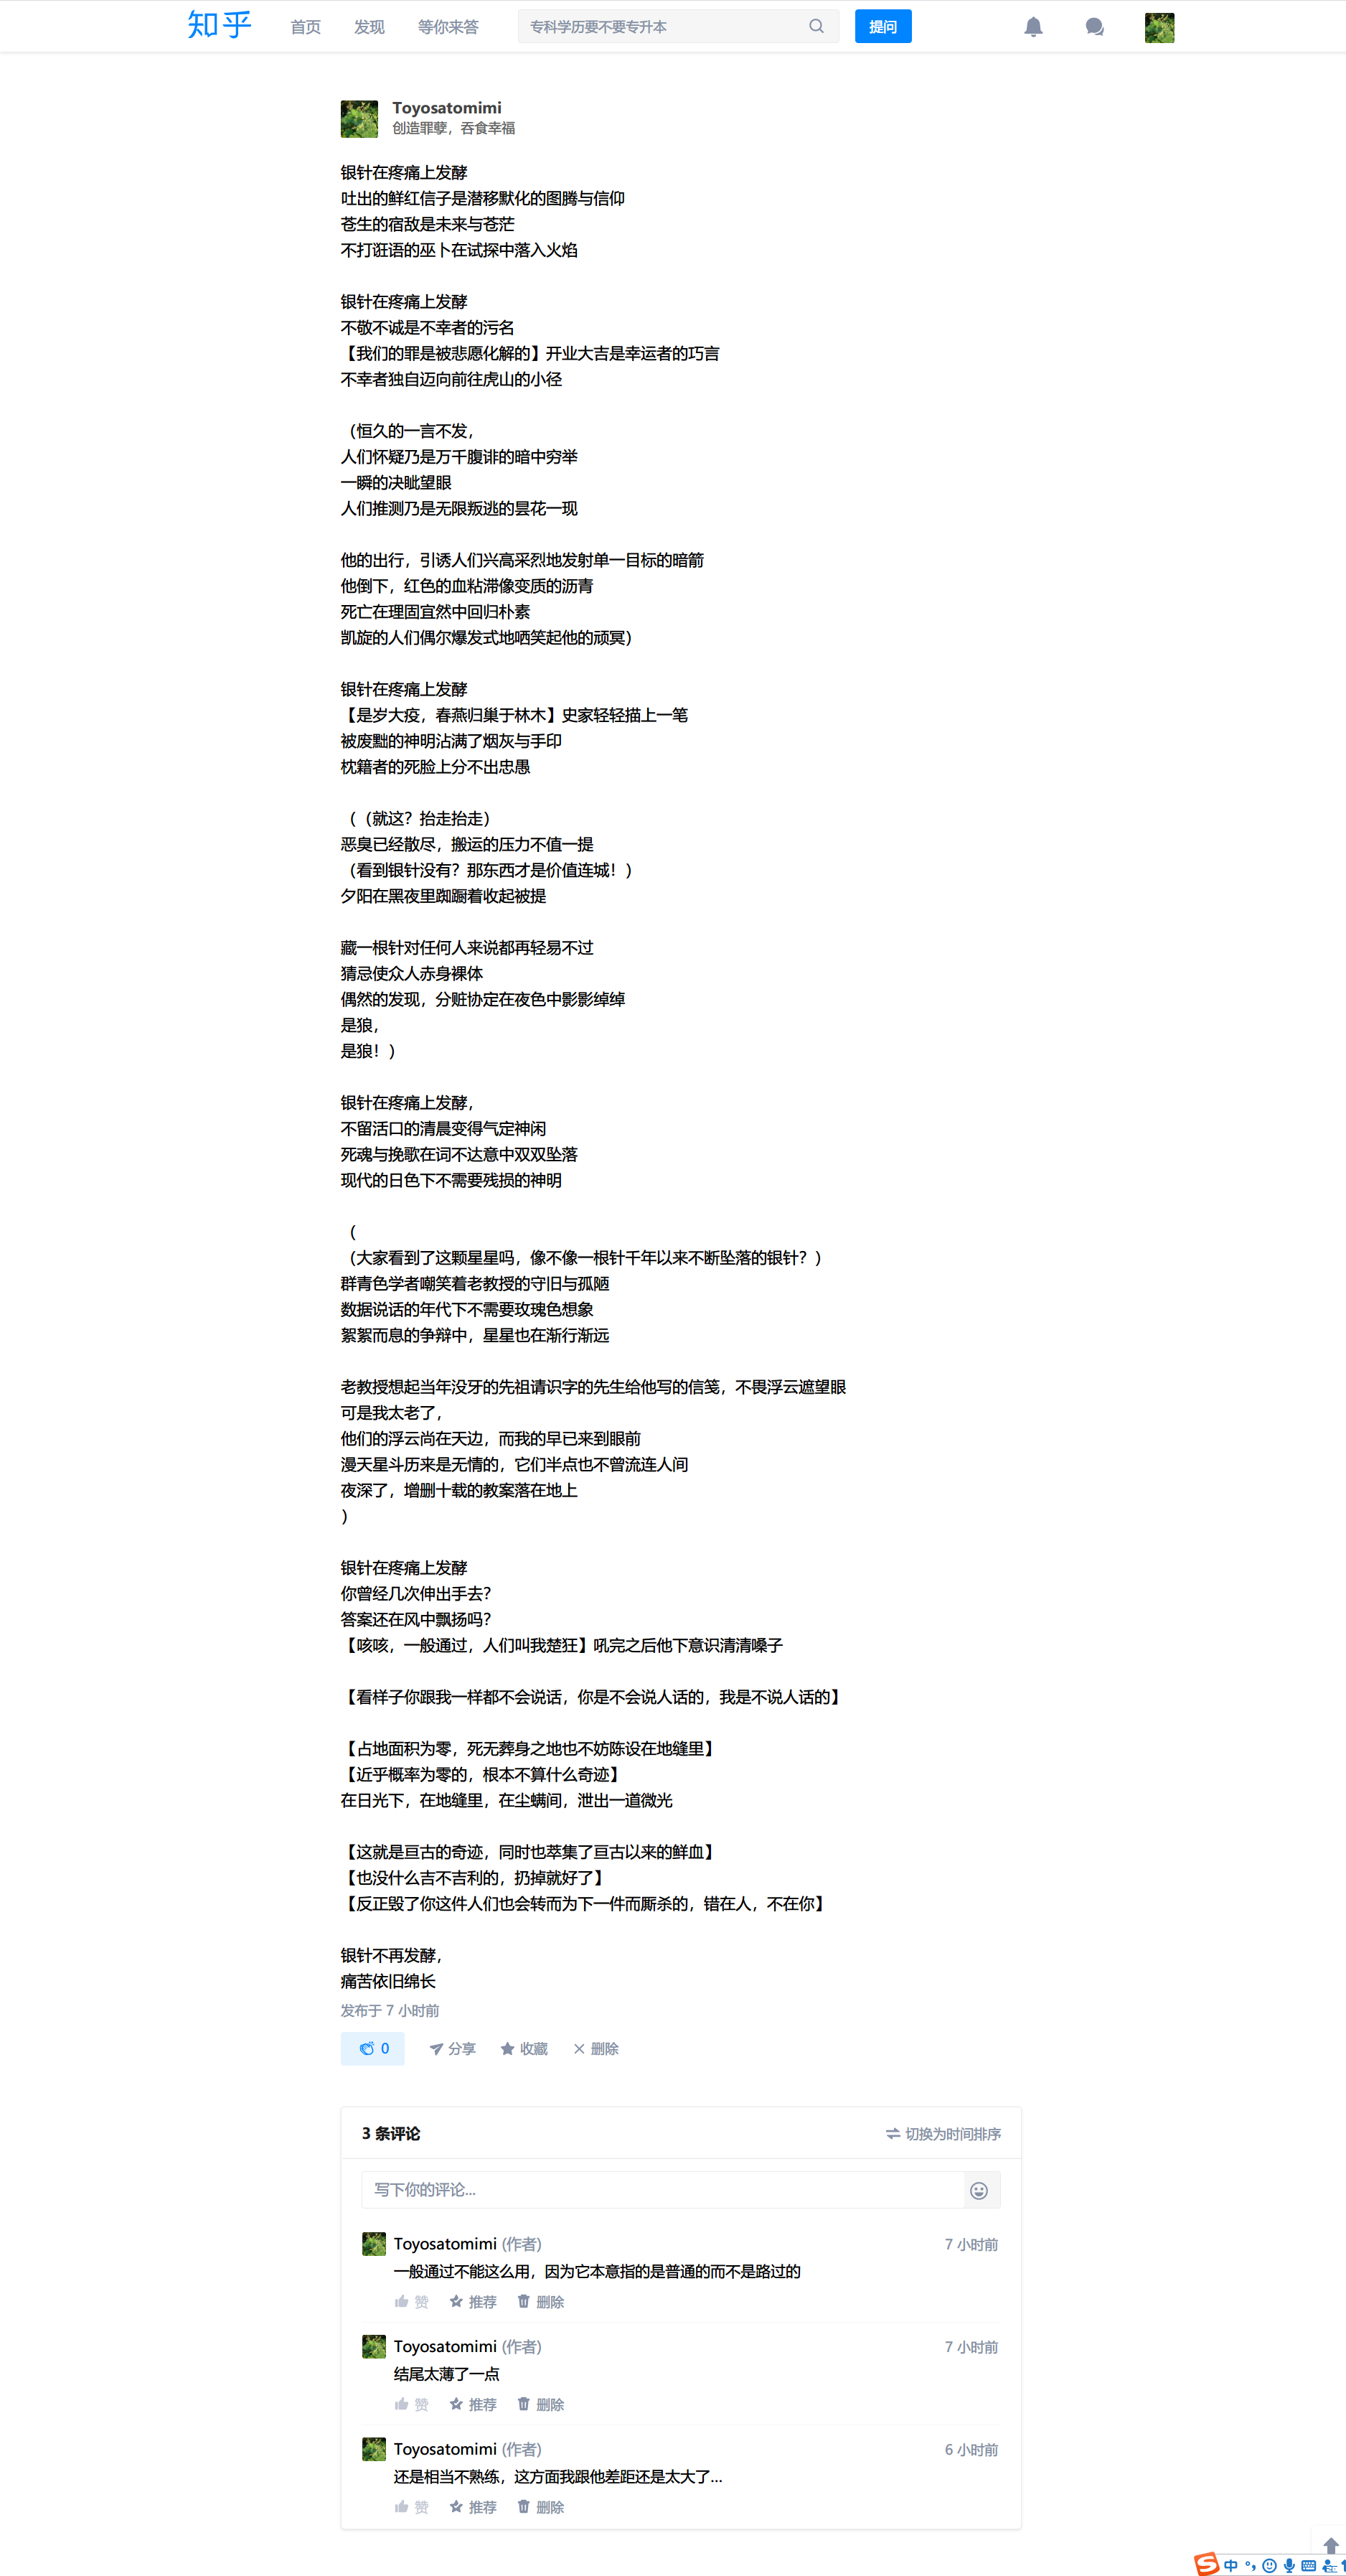 知乎
首页 发现 等你来答 专科学历要不要专升本 提问
Toyosatomimi
创造罪孽，吞食幸福
银针在疼痛上发酵
吐出的鲜红信子是潜移默化的图腾与信仰
苍生的宿敌是未来与苍茫
不打诳语的巫卜在试探中落入火焰
银针在疼痛上发酵
不敬不诚是不幸者的污名
【我们的罪是被悲愿化解的】开业大吉是幸运者的巧言
不幸者独自迈向前往虎山的小径
（恒久的一言不发，
人们怀疑乃是万千腹诽的暗中穷举
一瞬的决眦望眼
人们推测乃是无限叛逃的昙花一现
他的出行，引诱人们兴高采烈地发射单一目标的暗箭
他倒下，红色的血粘滞像变质的沥青
死亡在理固宜然中回归朴素
凯旋的人们偶尔爆发式地哂笑起他的顽冥）
银针在疼痛上发酵
【是岁大疫，春燕归巢于林木】史家轻轻描上一笔
被废黜的神明沾满了烟灰与手印
枕籍者的死脸上分不出忠愚
（（就这？抬走抬走）
恶臭已经散尽，搬运的压力不值一提
（看到银针没有？那东西才是价值连城！）
夕阳在黑夜里踟蹰着收起被提
藏一根针对任何人来说都再轻易不过
猜忌使众人赤身裸体
偶然的发现，分赃协定在夜色中影影绰绰
是狼，
是狼！）
银针在疼痛上发酵，
不留活口的清晨变得气定神闲
死魂与挽歌在词不达意中双双坠落
现代的日色下不需要残损的神明
（
（大家看到了这颗星星吗，像不像一根针千年以来不断坠落的银针？）
群青色学者嘲笑着老教授的守旧与孤陋
数据说话的年代下不需要玫瑰色想象
絮絮而息的争辩中，星星也在渐行渐远
老教授想起当年没牙的先祖请识字的先生给他写的信笺，不畏浮云遮望眼
可是我太老了，
他们的浮云尚在天边，而我的早已来到眼前
漫天星斗历来是无情的，它们半点也不曾流连人间
夜深了，增删十载的教案落在地上
）
银针在疼痛上发酵
你曾经几次伸出手去？
答案还在风中飘扬吗？
【咳咳，一般通过，人们叫我楚狂】吼完之后他下意识清清嗓子
【看样子你跟我一样都不会说话，你是不会说人话的，我是不说人话的】
【占地面积为零，死无葬身之地也不妨陈设在地缝里】
【近乎概率为零的，根本不算什么奇迹】
在日光下，在地缝里，在尘螨间，泄出一道微光
【这就是亘古的奇迹，同时也萃集了亘古以来的鲜血】
【也没什么吉不吉利的，扔掉就好了】
【反正毁了你这件人们也会转而为下一件而厮杀的，错在人，不在你】
银针不再发酵，
痛苦依旧绵长
发布于 7 小时前
0 分享 收藏 删除
3 条评论 切换为时间排序
写下你的评论...
Toyosatomimi (作者) 7 小时前
一般通过不能这么用，因为它本意指的是普通的而不是路过的
赞 推荐 删除
Toyosatomimi (作者) 7 小时前
结尾太薄了一点
赞 推荐 删除
Toyosatomimi (作者) 6 小时前
还是相当不熟练，这方面我跟他差距还是太大了...
赞 推荐 删除
中